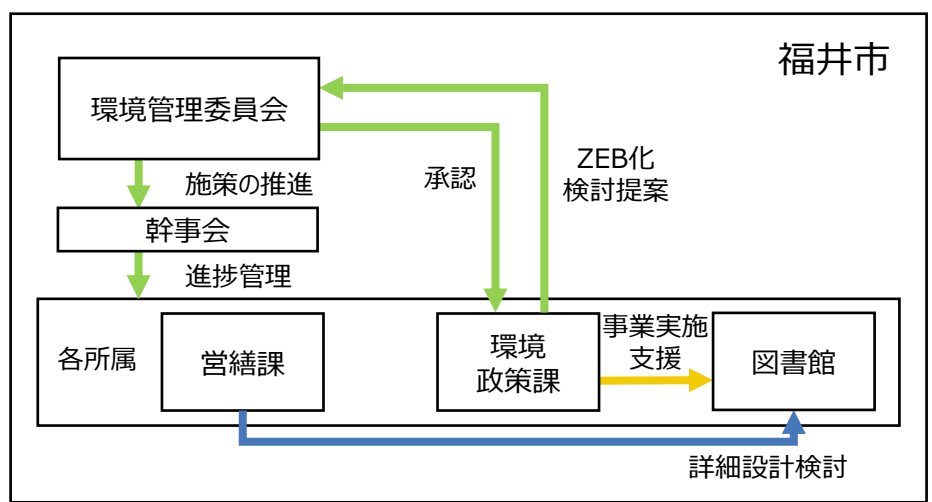 福井市
環境管理委員会
ZEB化
検討提案
承認
施策の推進
幹事会
進捗管理
各所属
営繕課
環境
政策課
事業実施
支援
図書館
詳細設計検討